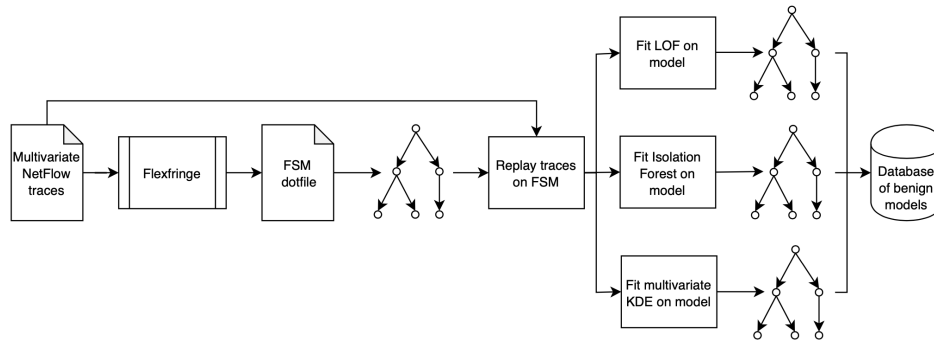 Multivariate
NetFlow
traces
Flexfringe
FSM
dotfile
Replay traces
on FSM
Fit LOF on
model
Fit Isolation
Forest on
model
Fit multivariate
KDE on model
Database
of benign
models